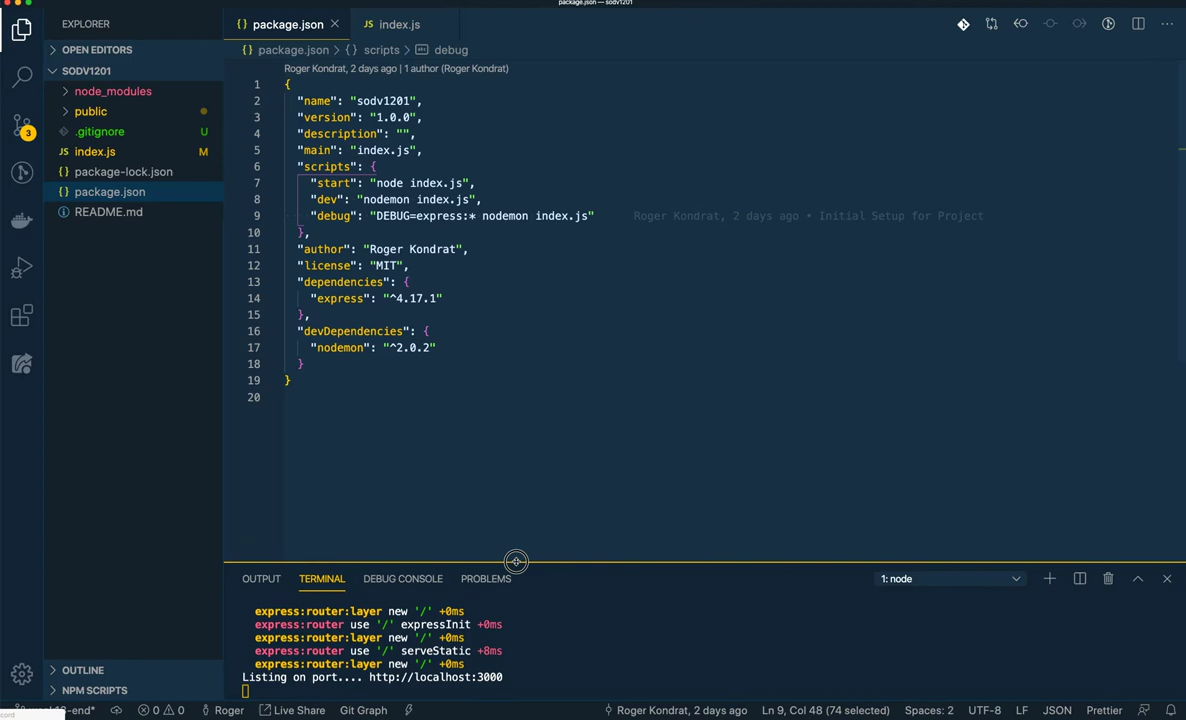 package.json — sodv1201
EXPLORER
OPEN EDITORS
SODV1201
node_modules
public
.gitignore U
index.js M
package-lock.json
package.json
README.md
OUTLINE
NPM SCRIPTS
3
{} package.json ×
JS index.js
{} package.json > {} scripts > debug
Roger Kondrat, 2 days ago | 1 author (Roger Kondrat)
1 {
2 "name": "sodv1201",
3 "version": "1.0.0",
4 "description": "",
5 "main": "index.js",
6 "scripts": {
7 "start": "node index.js",
8 "dev": "nodemon index.js",
9 "debug": "DEBUG=express:* nodemon index.js" Roger Kondrat, 2 days ago • Initial Setup for Project
10 },
11 "author": "Roger Kondrat",
12 "license": "MIT",
13 "dependencies": {
14 "express": "^4.17.1"
15 },
16 "devDependencies": {
17 "nodemon": "^2.0.2"
18 }
19 }
20
OUTPUT TERMINAL DEBUG CONSOLE PROBLEMS 1: node
express:router:layer new '/' +0ms
express:router use '/' expressInit +0ms
express:router:layer new '/' +0ms
express:router use '/' serveStatic +8ms
express:router:layer new '/' +0ms
Listing on port.... http://localhost:3000
0 0 Roger Live Share Git Graph Roger Kondrat, 2 days ago Ln 9, Col 48 (74 selected) Spaces: 2 UTF-8 LF JSON Prettier
cord